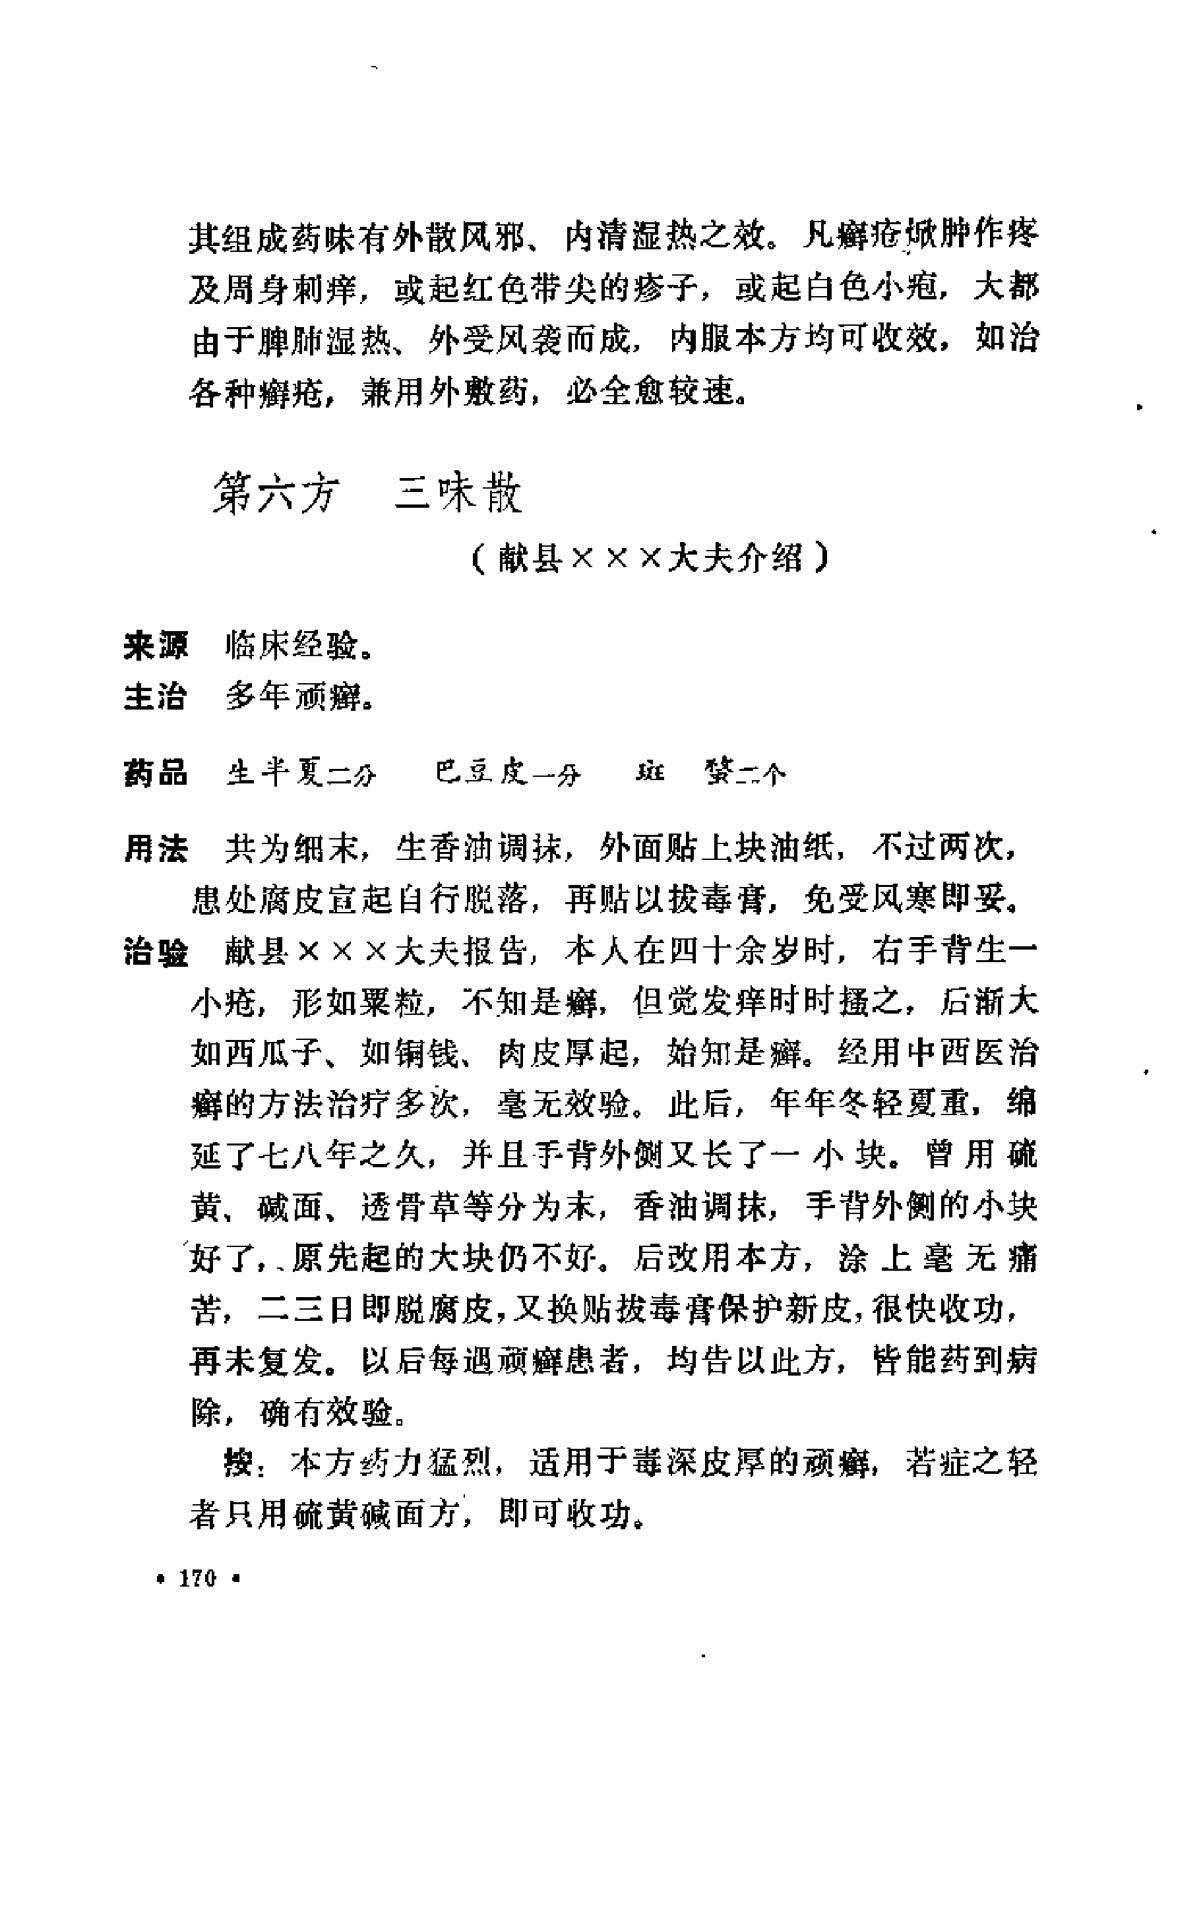 其组成药味有外散风邪、内清湿热之效。凡癣疮焮肿作疼
及周身刺痒，或起红色带尖的疹子，或起白色小疱，大都
由于脾肺湿热、外受风袭而成，内服本方均可收效，如治
各种癣疮，兼用外敷药，必全愈较速。
第六方　三味散
（献县×××大夫介绍）
来源　临床经验。
主治　多年顽癣。
药品　生半夏二分　巴豆皮一分　斑　蝥二个
用法　共为细末，生香油调抹，外面贴上块油纸，不过两次，
患处腐皮宣起自行脱落，再贴以拔毒膏，免受风寒即妥。
治验　献县×××大夫报告，本人在四十余岁时，右手背生一
小疮，形如粟粒，不知是癣，但觉发痒时时搔之，后渐大
如西瓜子、如铜钱、肉皮厚起，始知是癣。经用中西医治
癣的方法治疗多次，毫无效验。此后，年年冬轻夏重，绵
延了七八年之久，并且手背外侧又长了一小块。曾用硫
黄、碱面、透骨草等分为末，香油调抹，手背外侧的小块
好了，原先起的大块仍不好。后改用本方，涂上毫无痛
苦，二三日即脱腐皮，又换贴拔毒膏保护新皮，很快收功，
再未复发。以后每遇顽癣患者，均告以此方，皆能药到病
除，确有效验。
按：本方药力猛烈，适用于毒深皮厚的顽癣，若症之轻
者只用硫黄碱面方，即可收功。
• 170 •